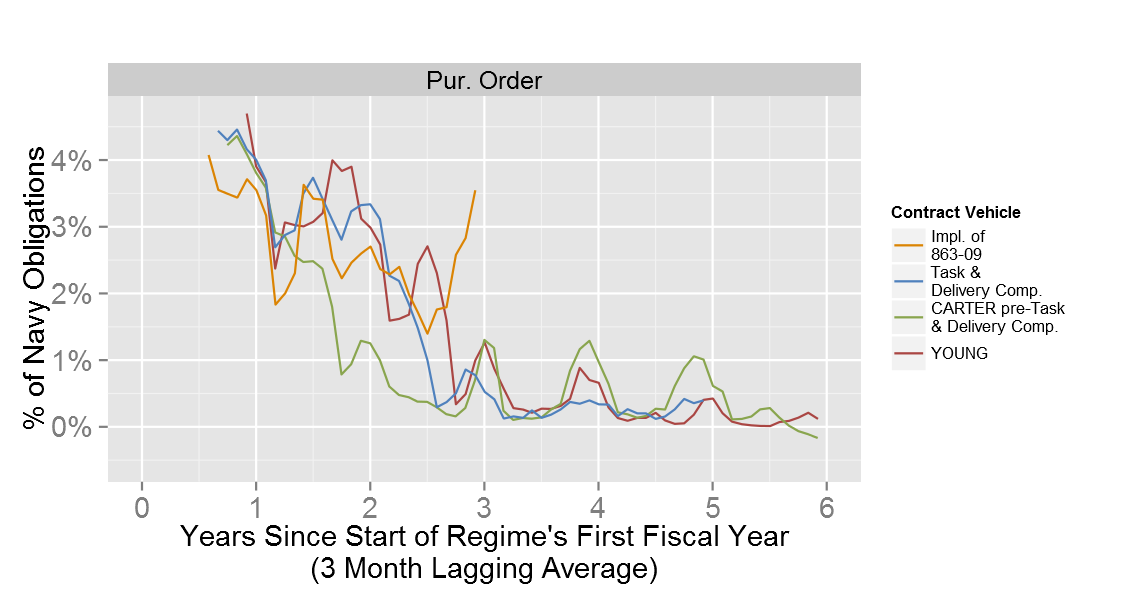 Pur. Order
% of Navy Obligations
4%
3%
2%
1%
0%
0 1 2 3 4 5 6
Years Since Start of Regime's First Fiscal Year
(3 Month Lagging Average)
Contract Vehicle
Impl. of
863-09
Task &
Delivery Comp.
CARTER pre-Task
& Delivery Comp.
YOUNG